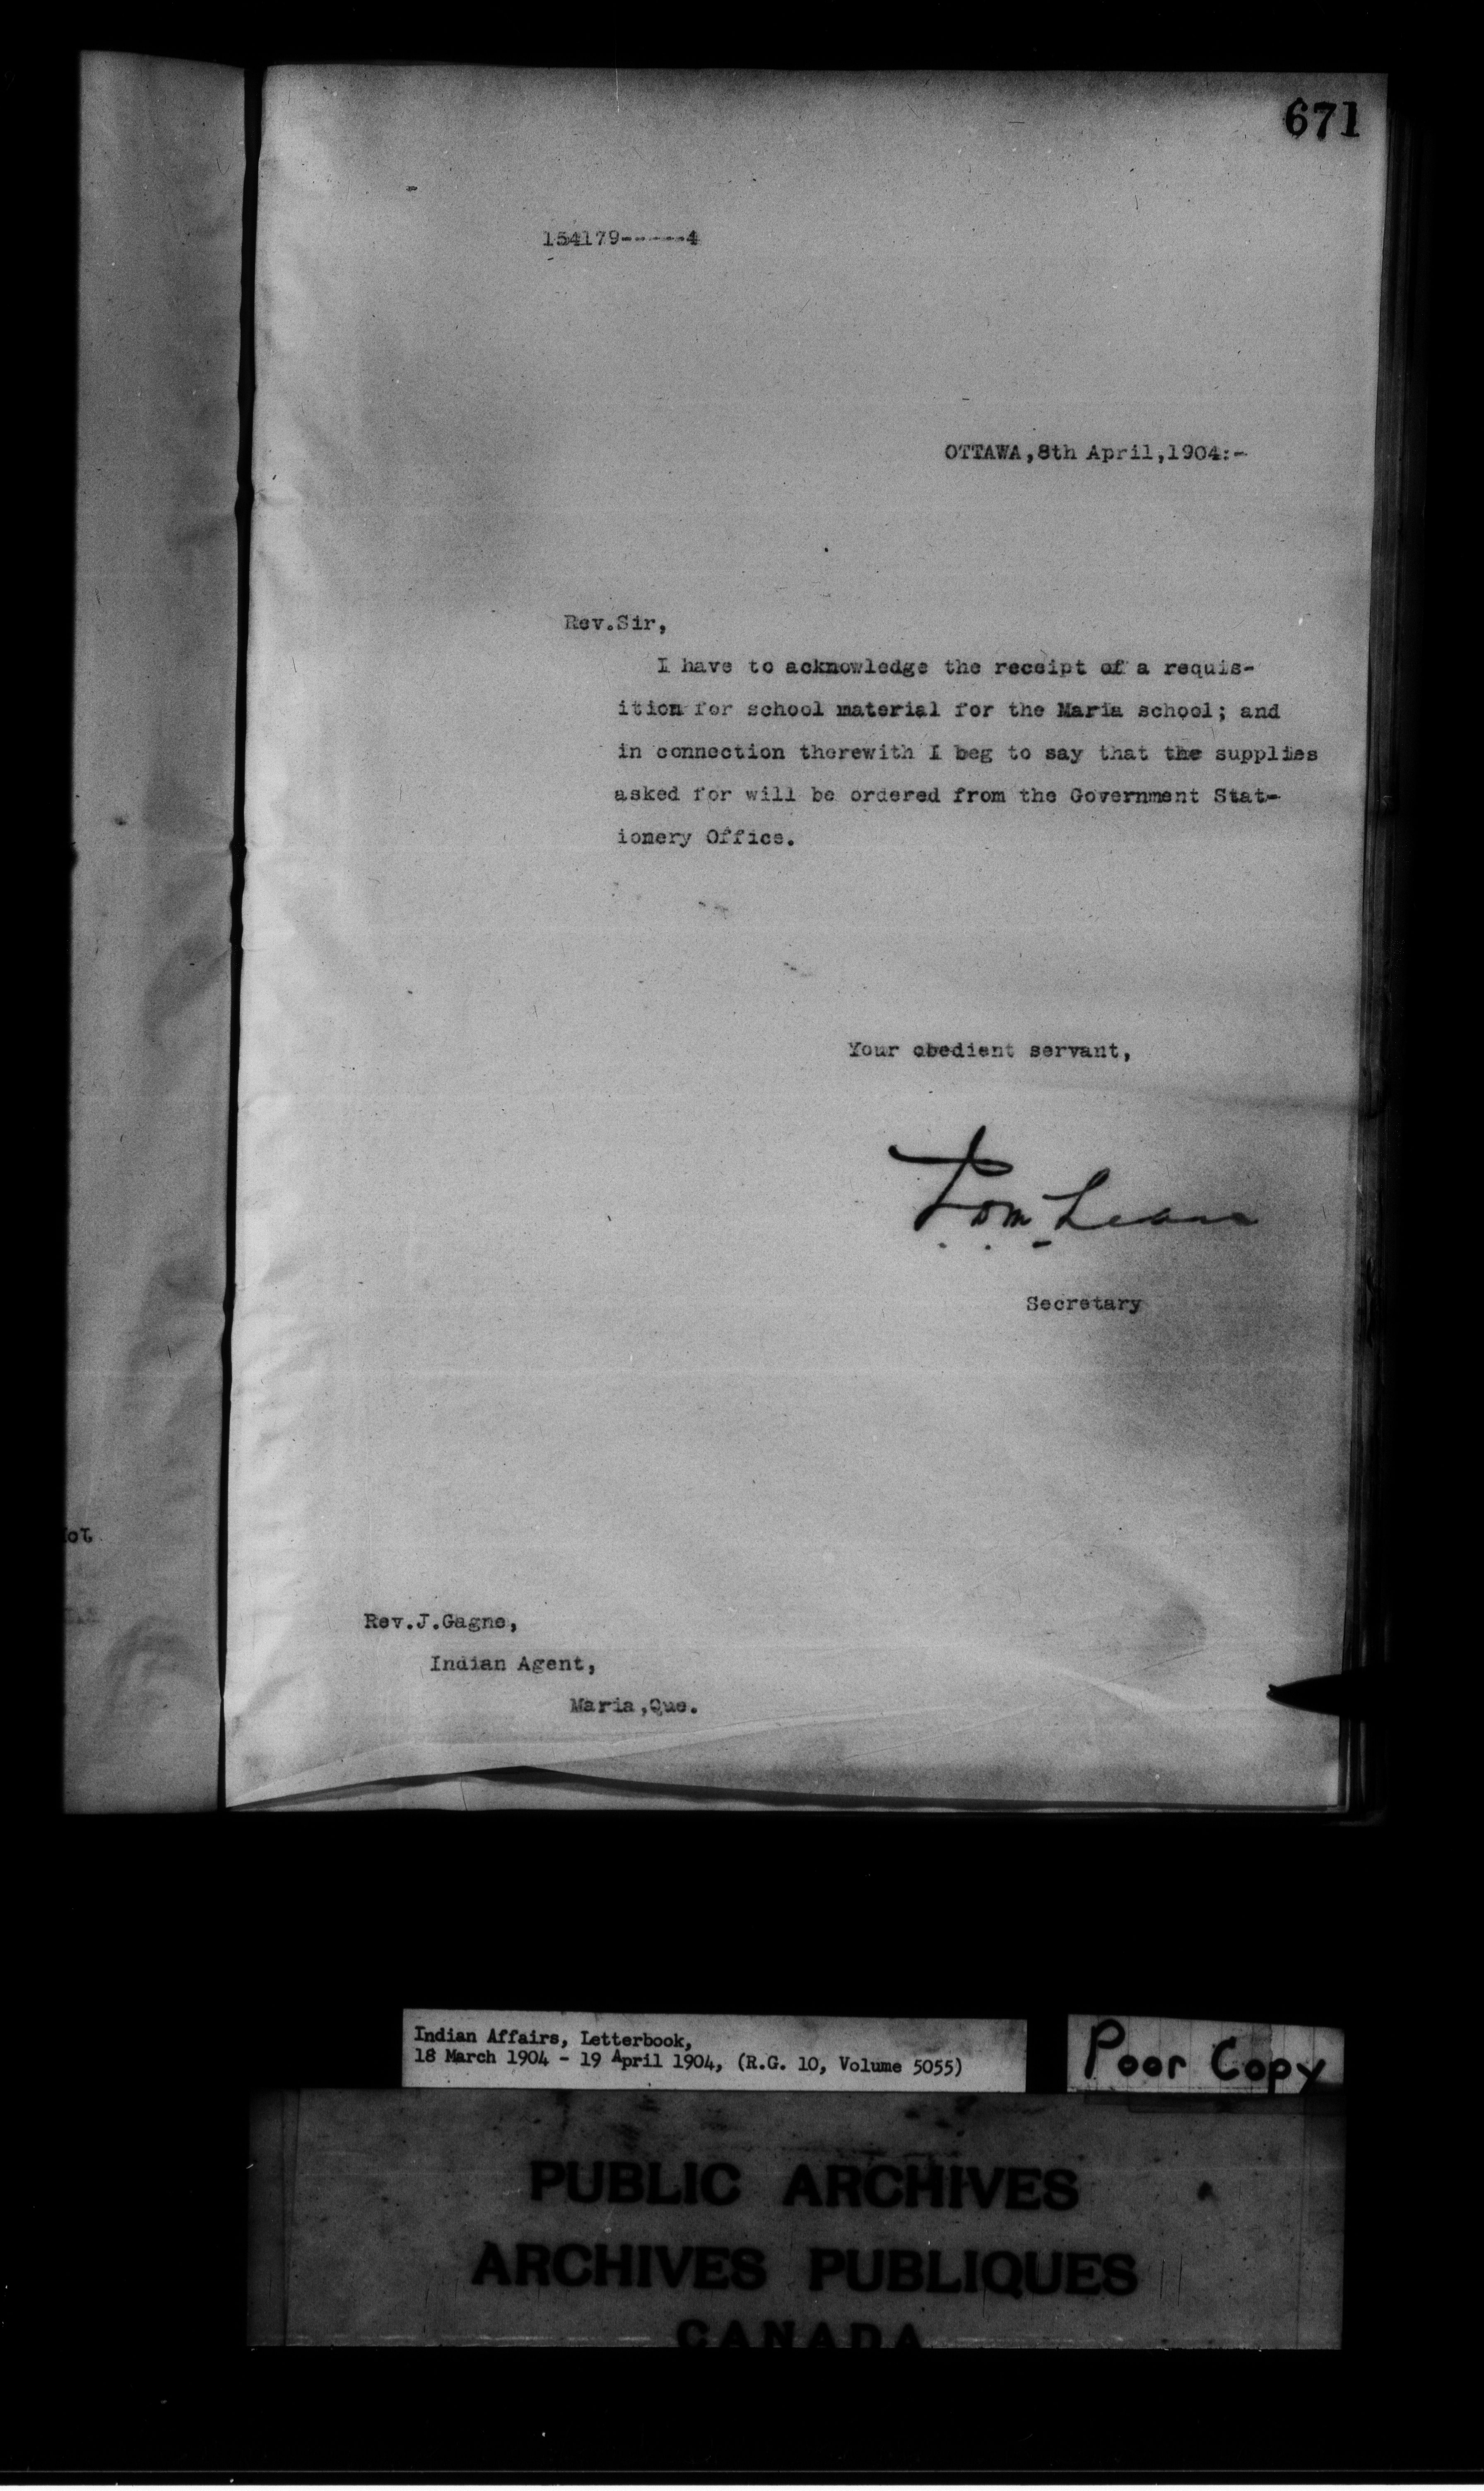 671
154179------4
OTTAWA,8th April,1904:-
Rev.Sir,
I have to acknowledge the receipt of a requis-
ition for school material for the Maria school; and
in connection therewith I beg to say that the supplies
asked for will be ordered from the Government Stat-
ionery Office.
Your obedient servant,
Secretary
Rev.J.Gagne,
Indian Agent,
Maria,Que.
Indian Affairs, Letterbook,
18 March 1904 - 19 April 1904, (R.G. 10, Volume 5055)
Poor Copy
PUBLIC ARCHIVES
ARCHIVES PUBLIQUES
CANADA